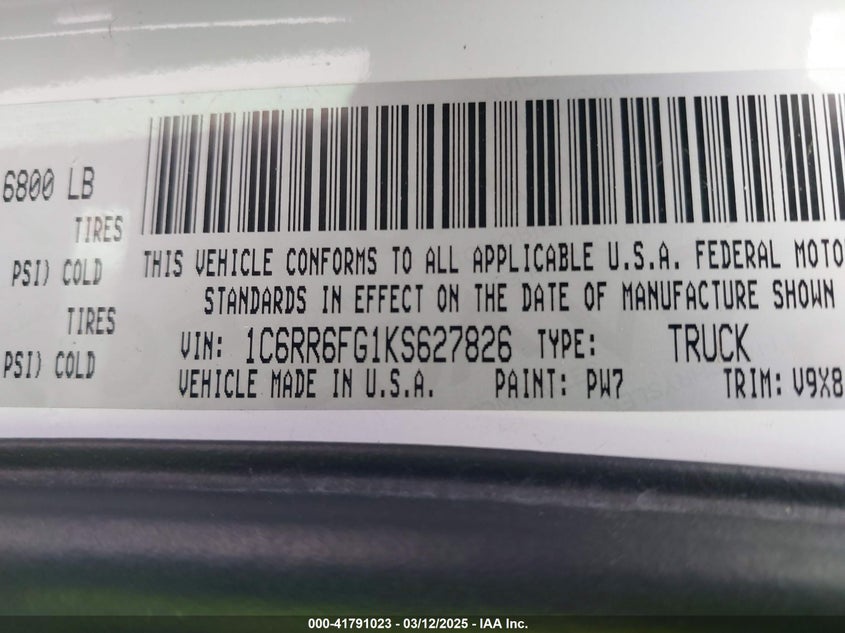 6800 LB
TIRES
PSI) COLD
TIRES
PSI) COLD
THIS VEHICLE CONFORMS TO ALL APPLICABLE U.S.A. FEDERAL MOTO
STANDARDS IN EFFECT ON THE DATE OF MANUFACTURE SHOWN
VIN: 1C6RR6FG1KS627826 TYPE: TRUCK
VEHICLE MADE IN U.S.A. PAINT: PW7 TRIM: V9X8
000-41791023 - 03/12/2025 - IAA Inc.